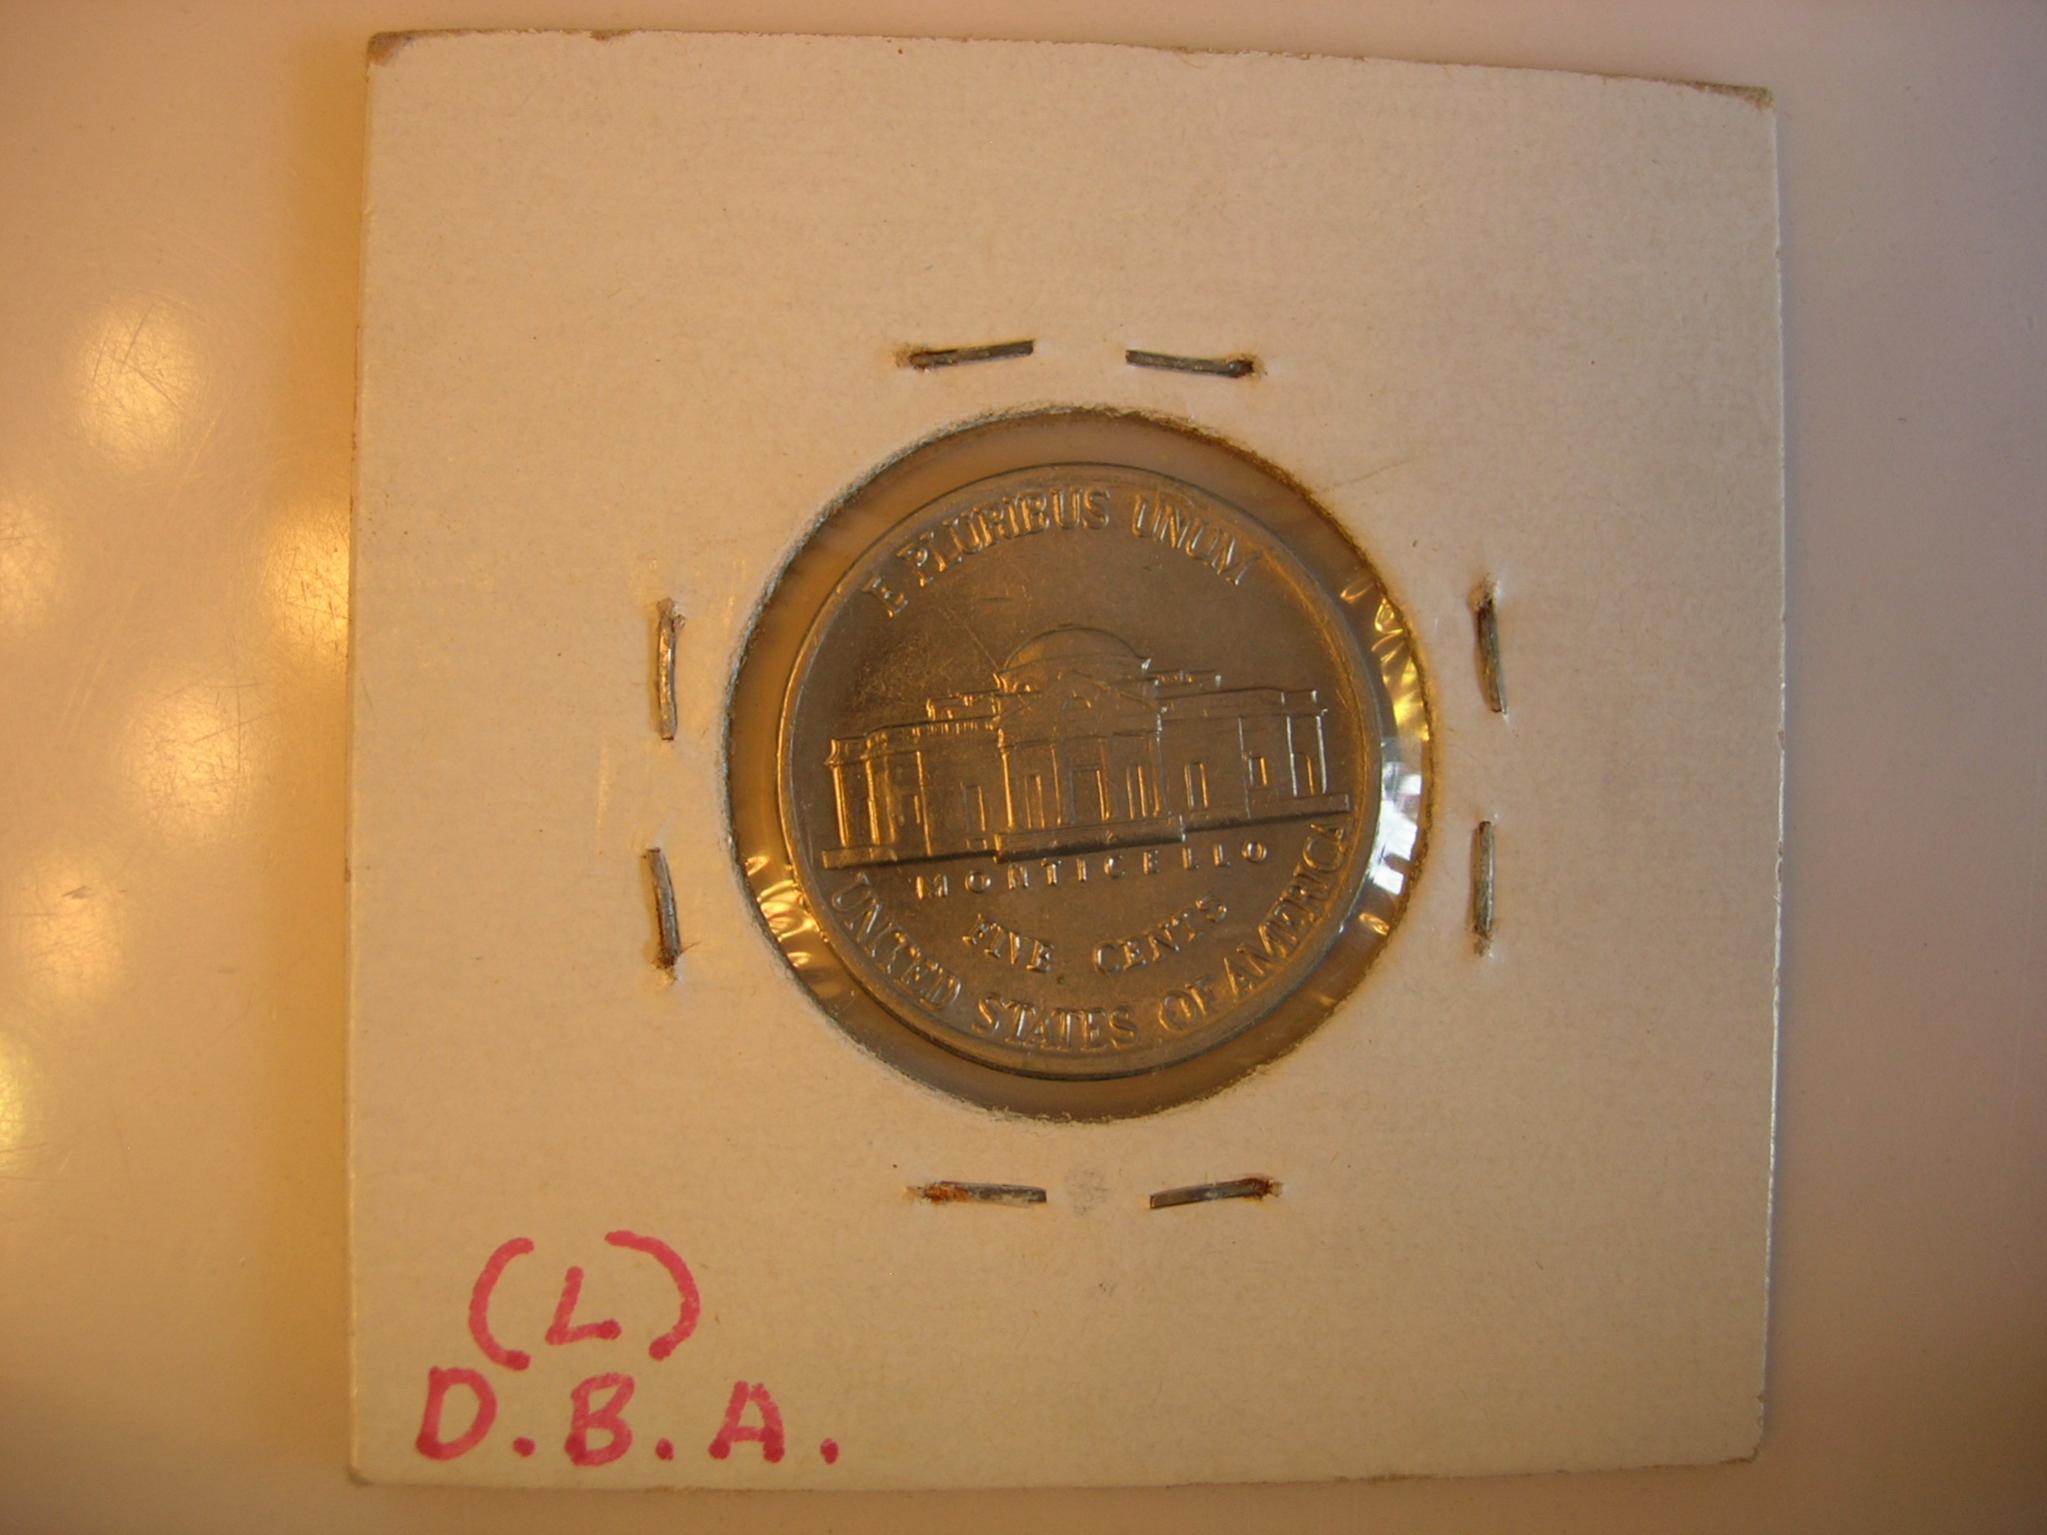 E PLURIBUS UNUM
MONTICELLO
FIVE CENTS
UNITED STATES OF AMERICA
(L)
D.B.A.